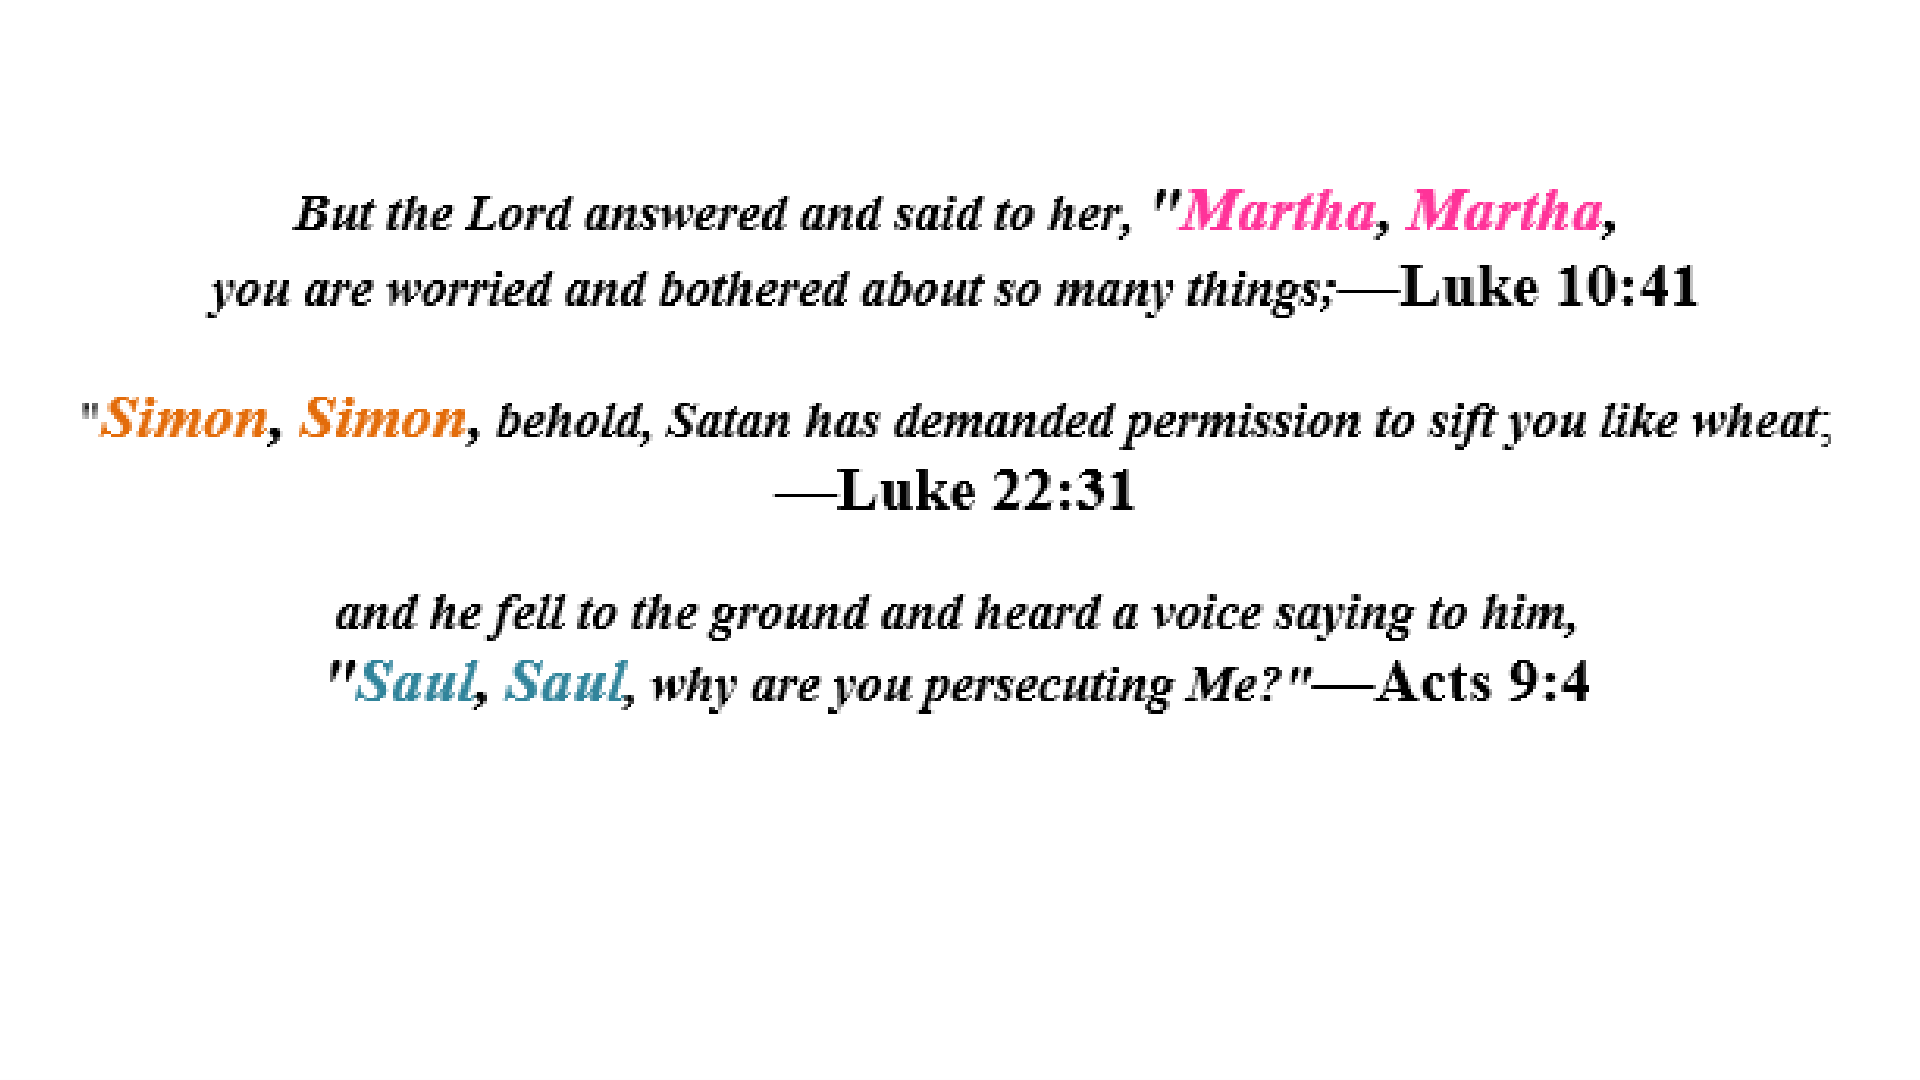 But the Lord answered and said to her, "Martha, Martha,
you are worried and bothered about so many things;—Luke 10:41
"Simon, Simon, behold, Satan has demanded permission to sift you like wheat;
—Luke 22:31
and he fell to the ground and heard a voice saying to him,
"Saul, Saul, why are you persecuting Me?"—Acts 9:4